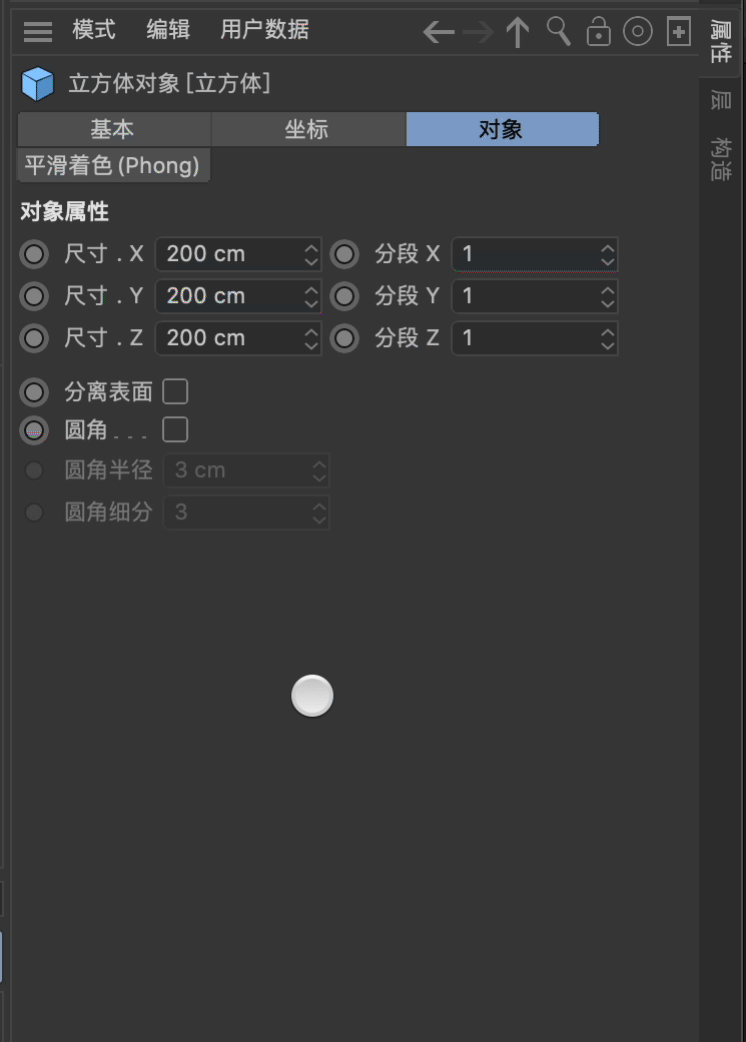 模式 编辑 用户数据
立方体对象 [立方体]
基本 坐标 对象
平滑着色 (Phong)
对象属性
尺寸 . X 200 cm 分段 X 1
尺寸 . Y 200 cm 分段 Y 1
尺寸 . Z 200 cm 分段 Z 1
分离表面
圆角 . . .
圆角半径 3 cm
圆角细分 3
属性
层
构造